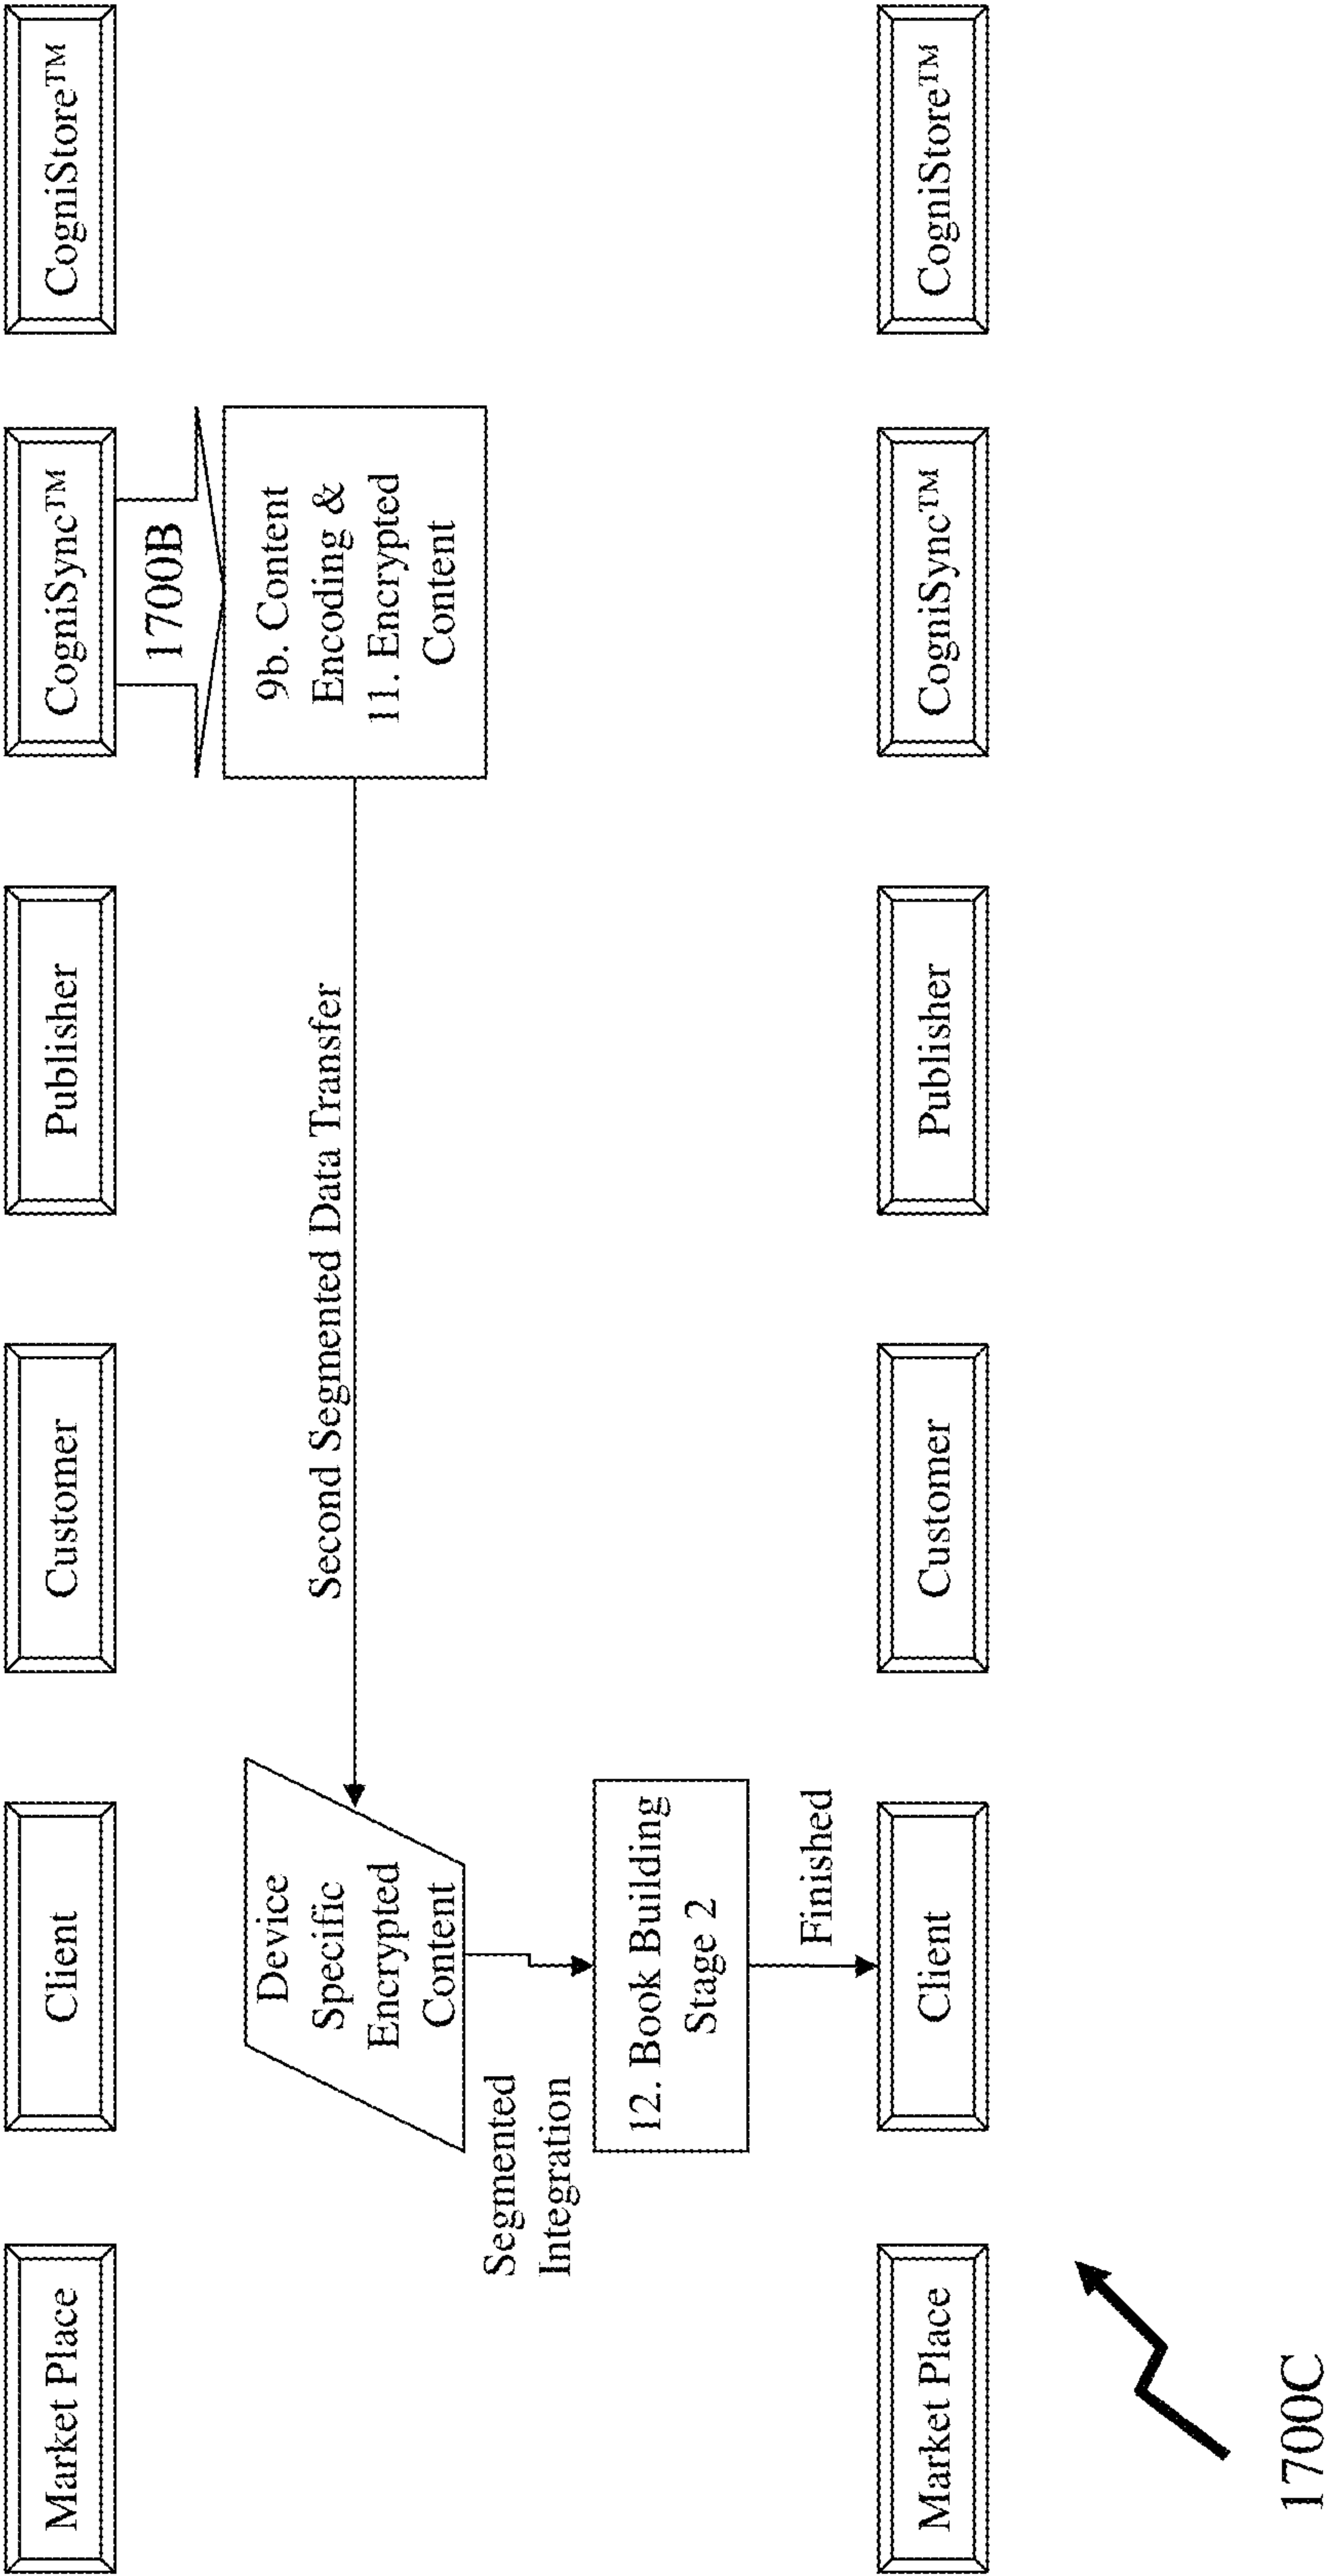 Market Place
Client
Customer
Publisher
CogniSync™
CogniStore™
1700B
9b. Content
Encoding &
11. Encrypted
Content
Second Segmented Data Transfer
Device
Specific
Encrypted
Content
Segmented
Integration
12. Book Building
Stage 2
Finished
Market Place
Client
Customer
Publisher
CogniSync™
CogniStore™
1700C